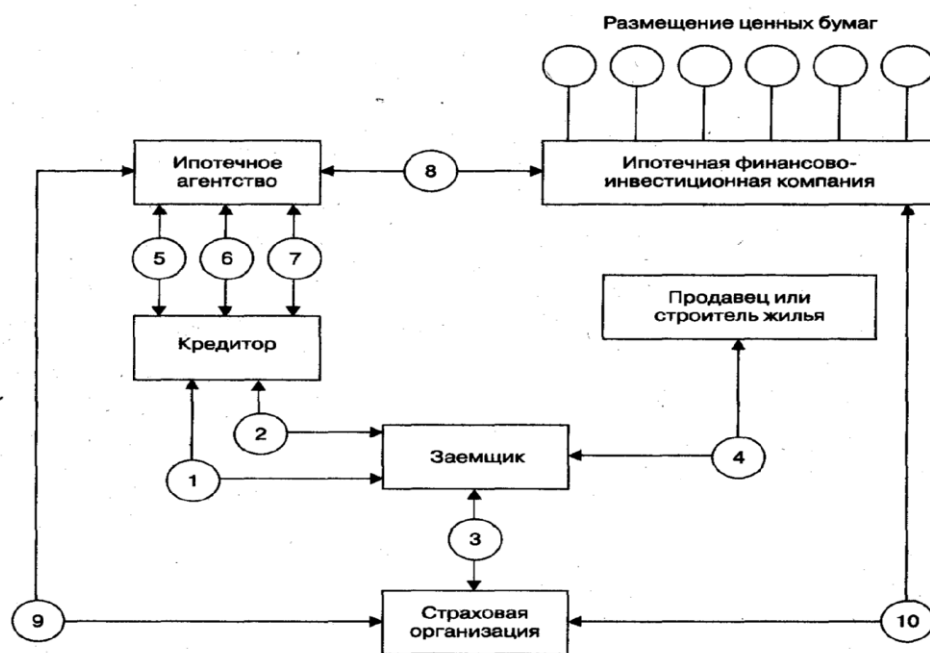 Размещение ценных бумаг
Ипотечное
агентство
8
Ипотечная финансово-
инвестиционная компания
5
6
7
Продавец или
строитель жилья
Кредитор
2
1
Заемщик
4
3
9
Страховая
организация
10